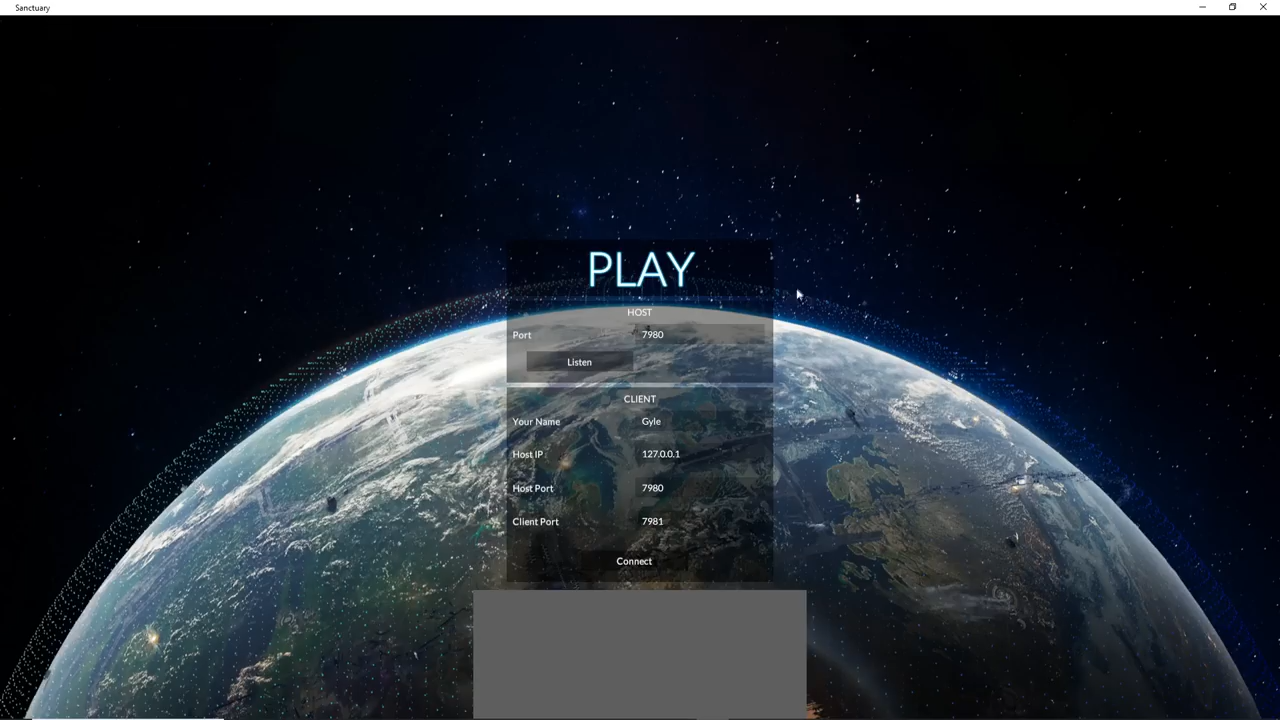 Sanctuary
PLAY
HOST
Port 7980
Listen
CLIENT
Your Name Gyle
Host IP 127.0.0.1
Host Port 7980
Client Port 7981
Connect